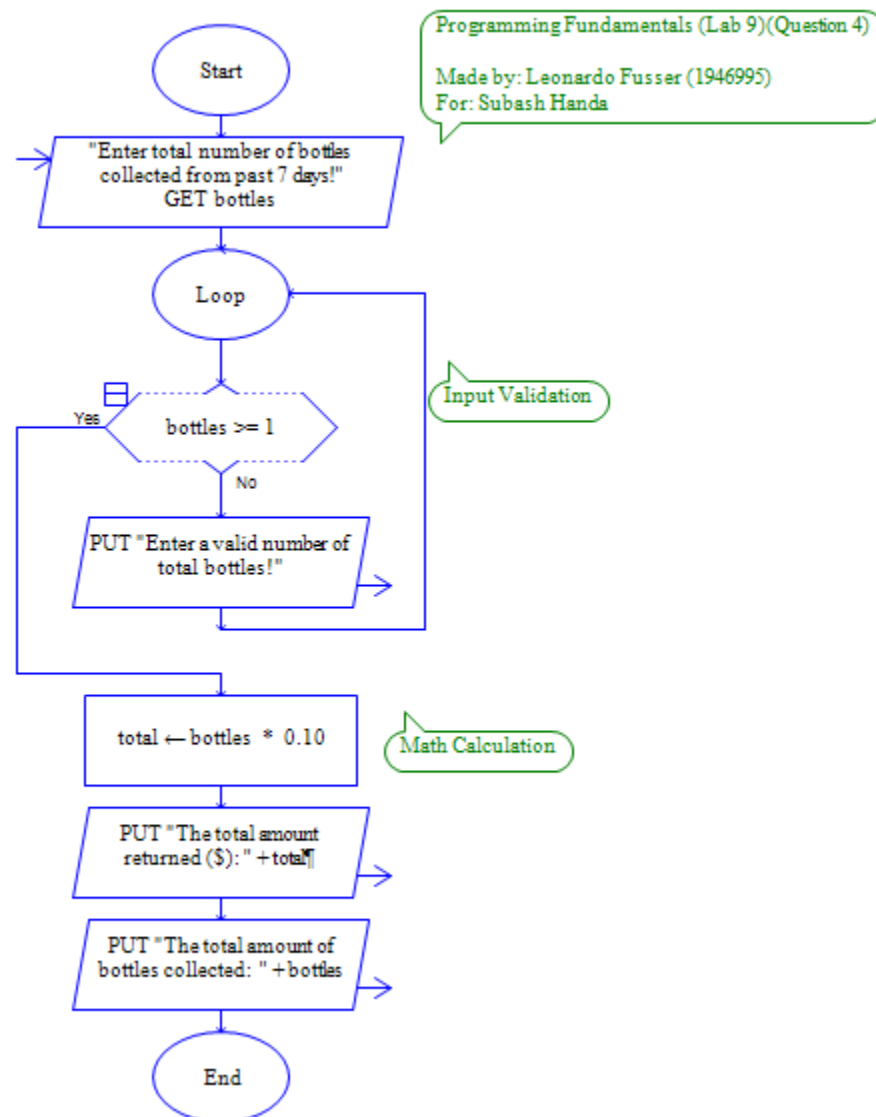 Programming Fundamentals (Lab 9)(Question 4)
Made by: Leonardo Fusser (1946995)
For: Subash Handa
Start
"Enter total number of bottles
collected from past 7 days!"
GET bottles
Loop
Input Validation
Yes
bottles >= 1
No
PUT "Enter a valid number of
total bottles!"
total ← bottles * 0.10
Math Calculation
PUT "The total amount
returned ($): " + total¶
PUT "The total amount of
bottles collected: " + bottles
End